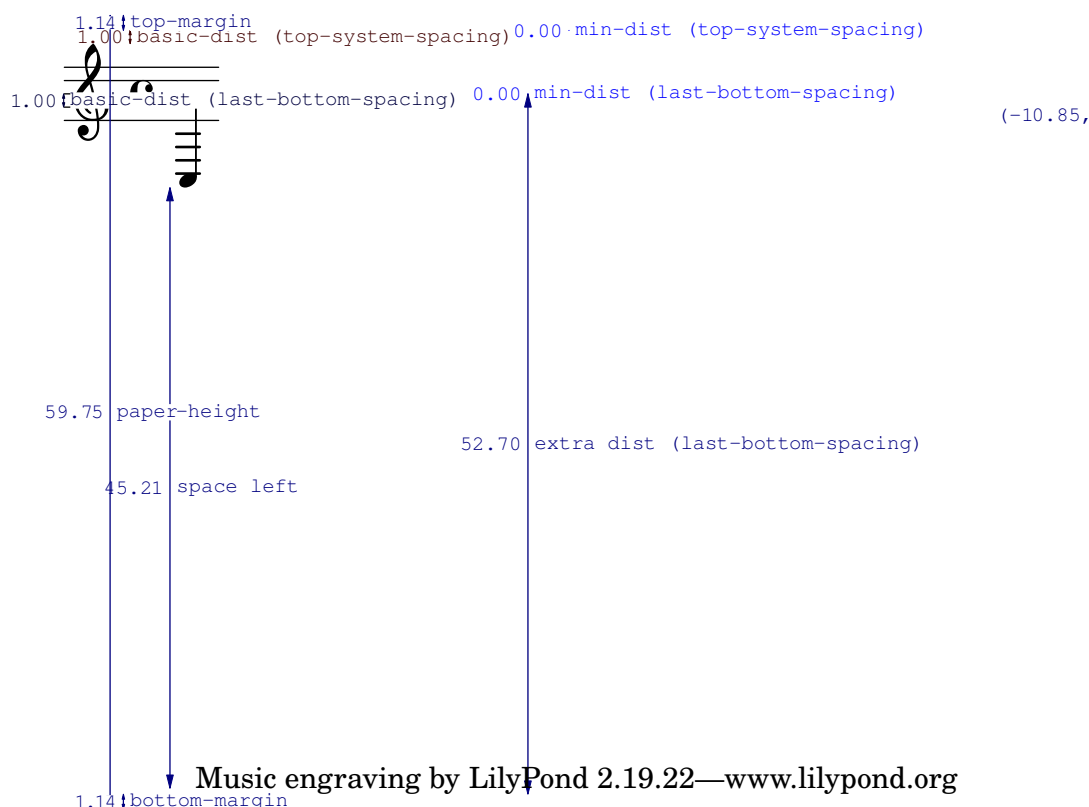 1.14 top-margin
1.00 basic-dist (top-system-spacing) 0.00 min-dist (top-system-spacing)
1.00 basic-dist (last-bottom-spacing) 0.00 min-dist (last-bottom-spacing)
(-10.85,
59.75 paper-height
52.70 extra dist (last-bottom-spacing)
45.21 space left
Music engraving by LilyPond 2.19.22—www.lilypond.org
1.14 bottom-margin